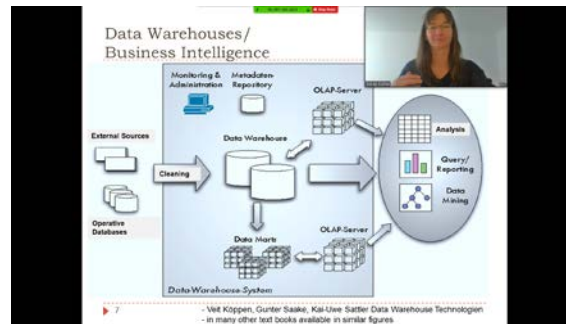 Data Warehouses/
Business Intelligence
Monitoring &
Administration
Metadaten-
Repository
OLAP-Server
External Sources
Data Warehouse
Analysis
Cleaning
Query/
Reporting
Data
Mining
Operative
Databases
Data Marts
OLAP-Server
Data-Warehouse-System
7
- Veit Köppen, Gunter Saake, Kai-Uwe Sattler Data Warehouse Technologien
- in many other text books available in similar figures